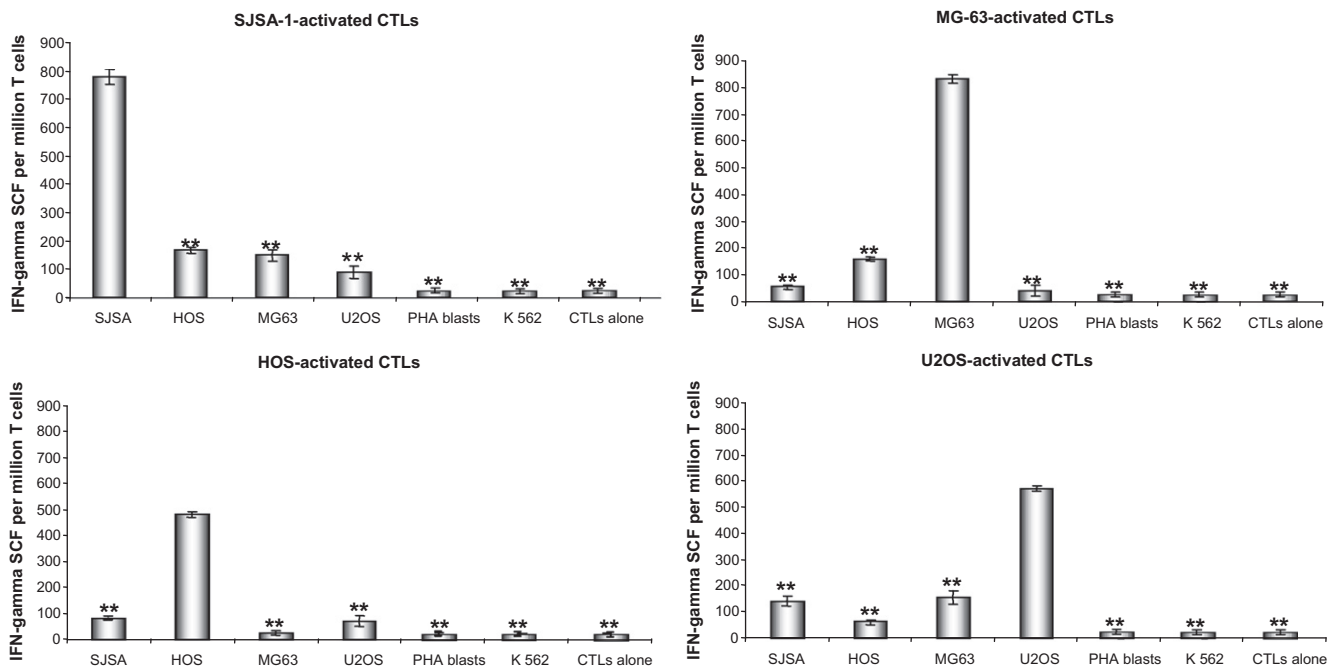 SJSA-1-activated CTLs
IFN-gamma SCF per million T cells
900
800
700
600
500
400
300
200
100
0
** ** ** ** ** **
SJSA HOS MG63 U2OS PHA blasts K 562 CTLs alone
MG-63-activated CTLs
IFN-gamma SCF per million T cells
900
800
700
600
500
400
300
200
100
0
** ** ** ** ** **
SJSA HOS MG63 U2OS PHA blasts K 562 CTLs alone
HOS-activated CTLs
IFN-gamma SCF per million T cells
900
800
700
600
500
400
300
200
100
0
** ** ** ** ** **
SJSA HOS MG63 U2OS PHA blasts K 562 CTLs alone
U2OS-activated CTLs
IFN-gamma SCF per million T cells
900
800
700
600
500
400
300
200
100
0
** ** ** ** ** **
SJSA HOS MG63 U2OS PHA blasts K 562 CTLs alone